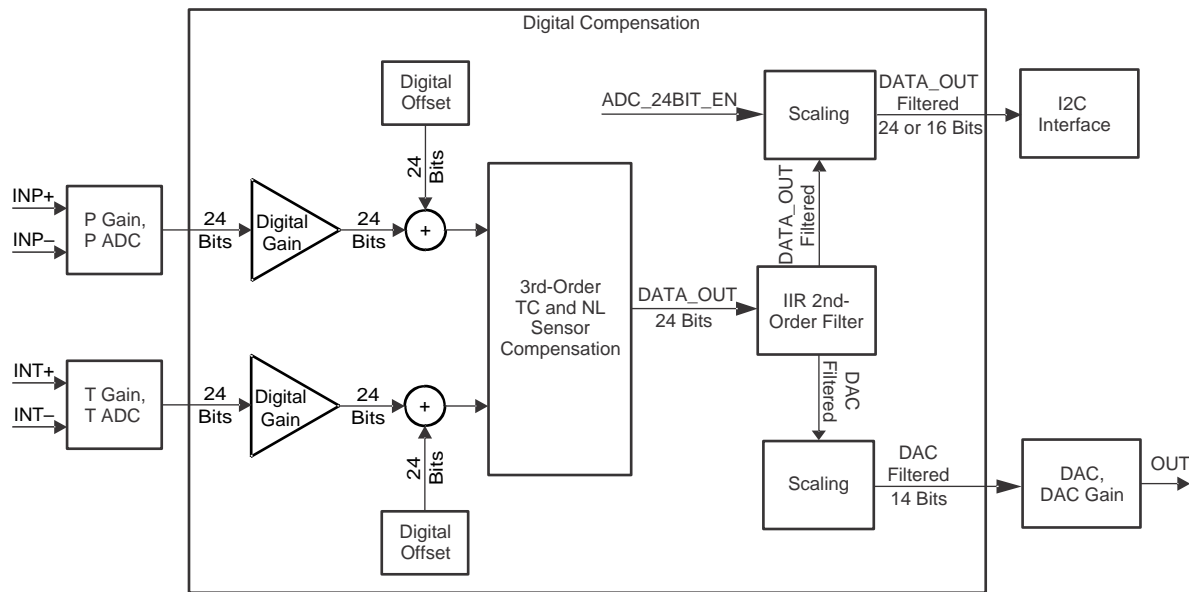 Digital Compensation
Digital
Offset
24
Bits
ADC_24BIT_EN
Scaling
DATA_OUT
Filtered
24 or 16 Bits
I2C
Interface
INP+
INP–
P Gain,
P ADC
24
Bits
Digital
Gain
24
Bits
+
DATA_OUT
Filtered
3rd-Order
TC and NL
Sensor
Compensation
DATA_OUT
24 Bits
IIR 2nd-
Order Filter
INT+
INT–
T Gain,
T ADC
24
Bits
Digital
Gain
24
Bits
+
24
Bits
Digital
Offset
DAC
Filtered
Scaling
DAC
Filtered
14 Bits
DAC,
DAC Gain
OUT